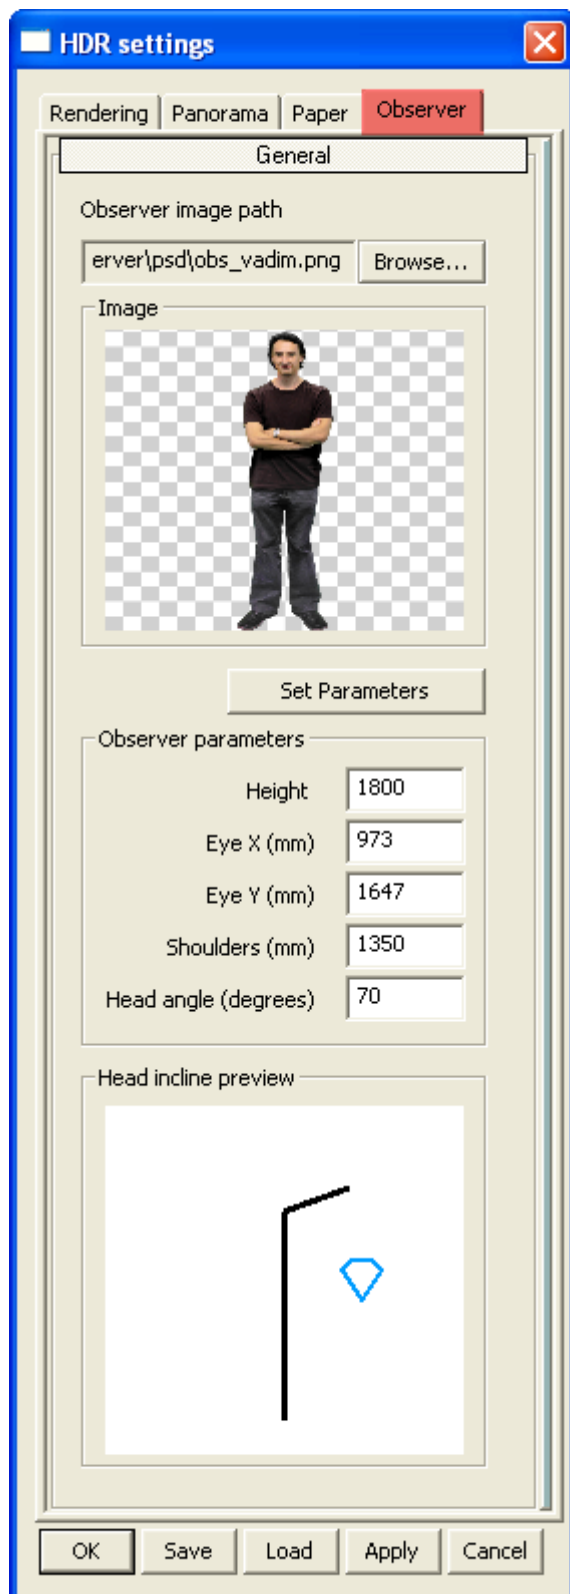 HDR settings
Rendering Panorama Paper Observer
General
Observer image path
erver\psd\obs_vadim.png Browse...
Image
Set Parameters
Observer parameters
Height 1800
Eye X (mm) 973
Eye Y (mm) 1647
Shoulders (mm) 1350
Head angle (degrees) 70
Head incline preview
OK Save Load Apply Cancel